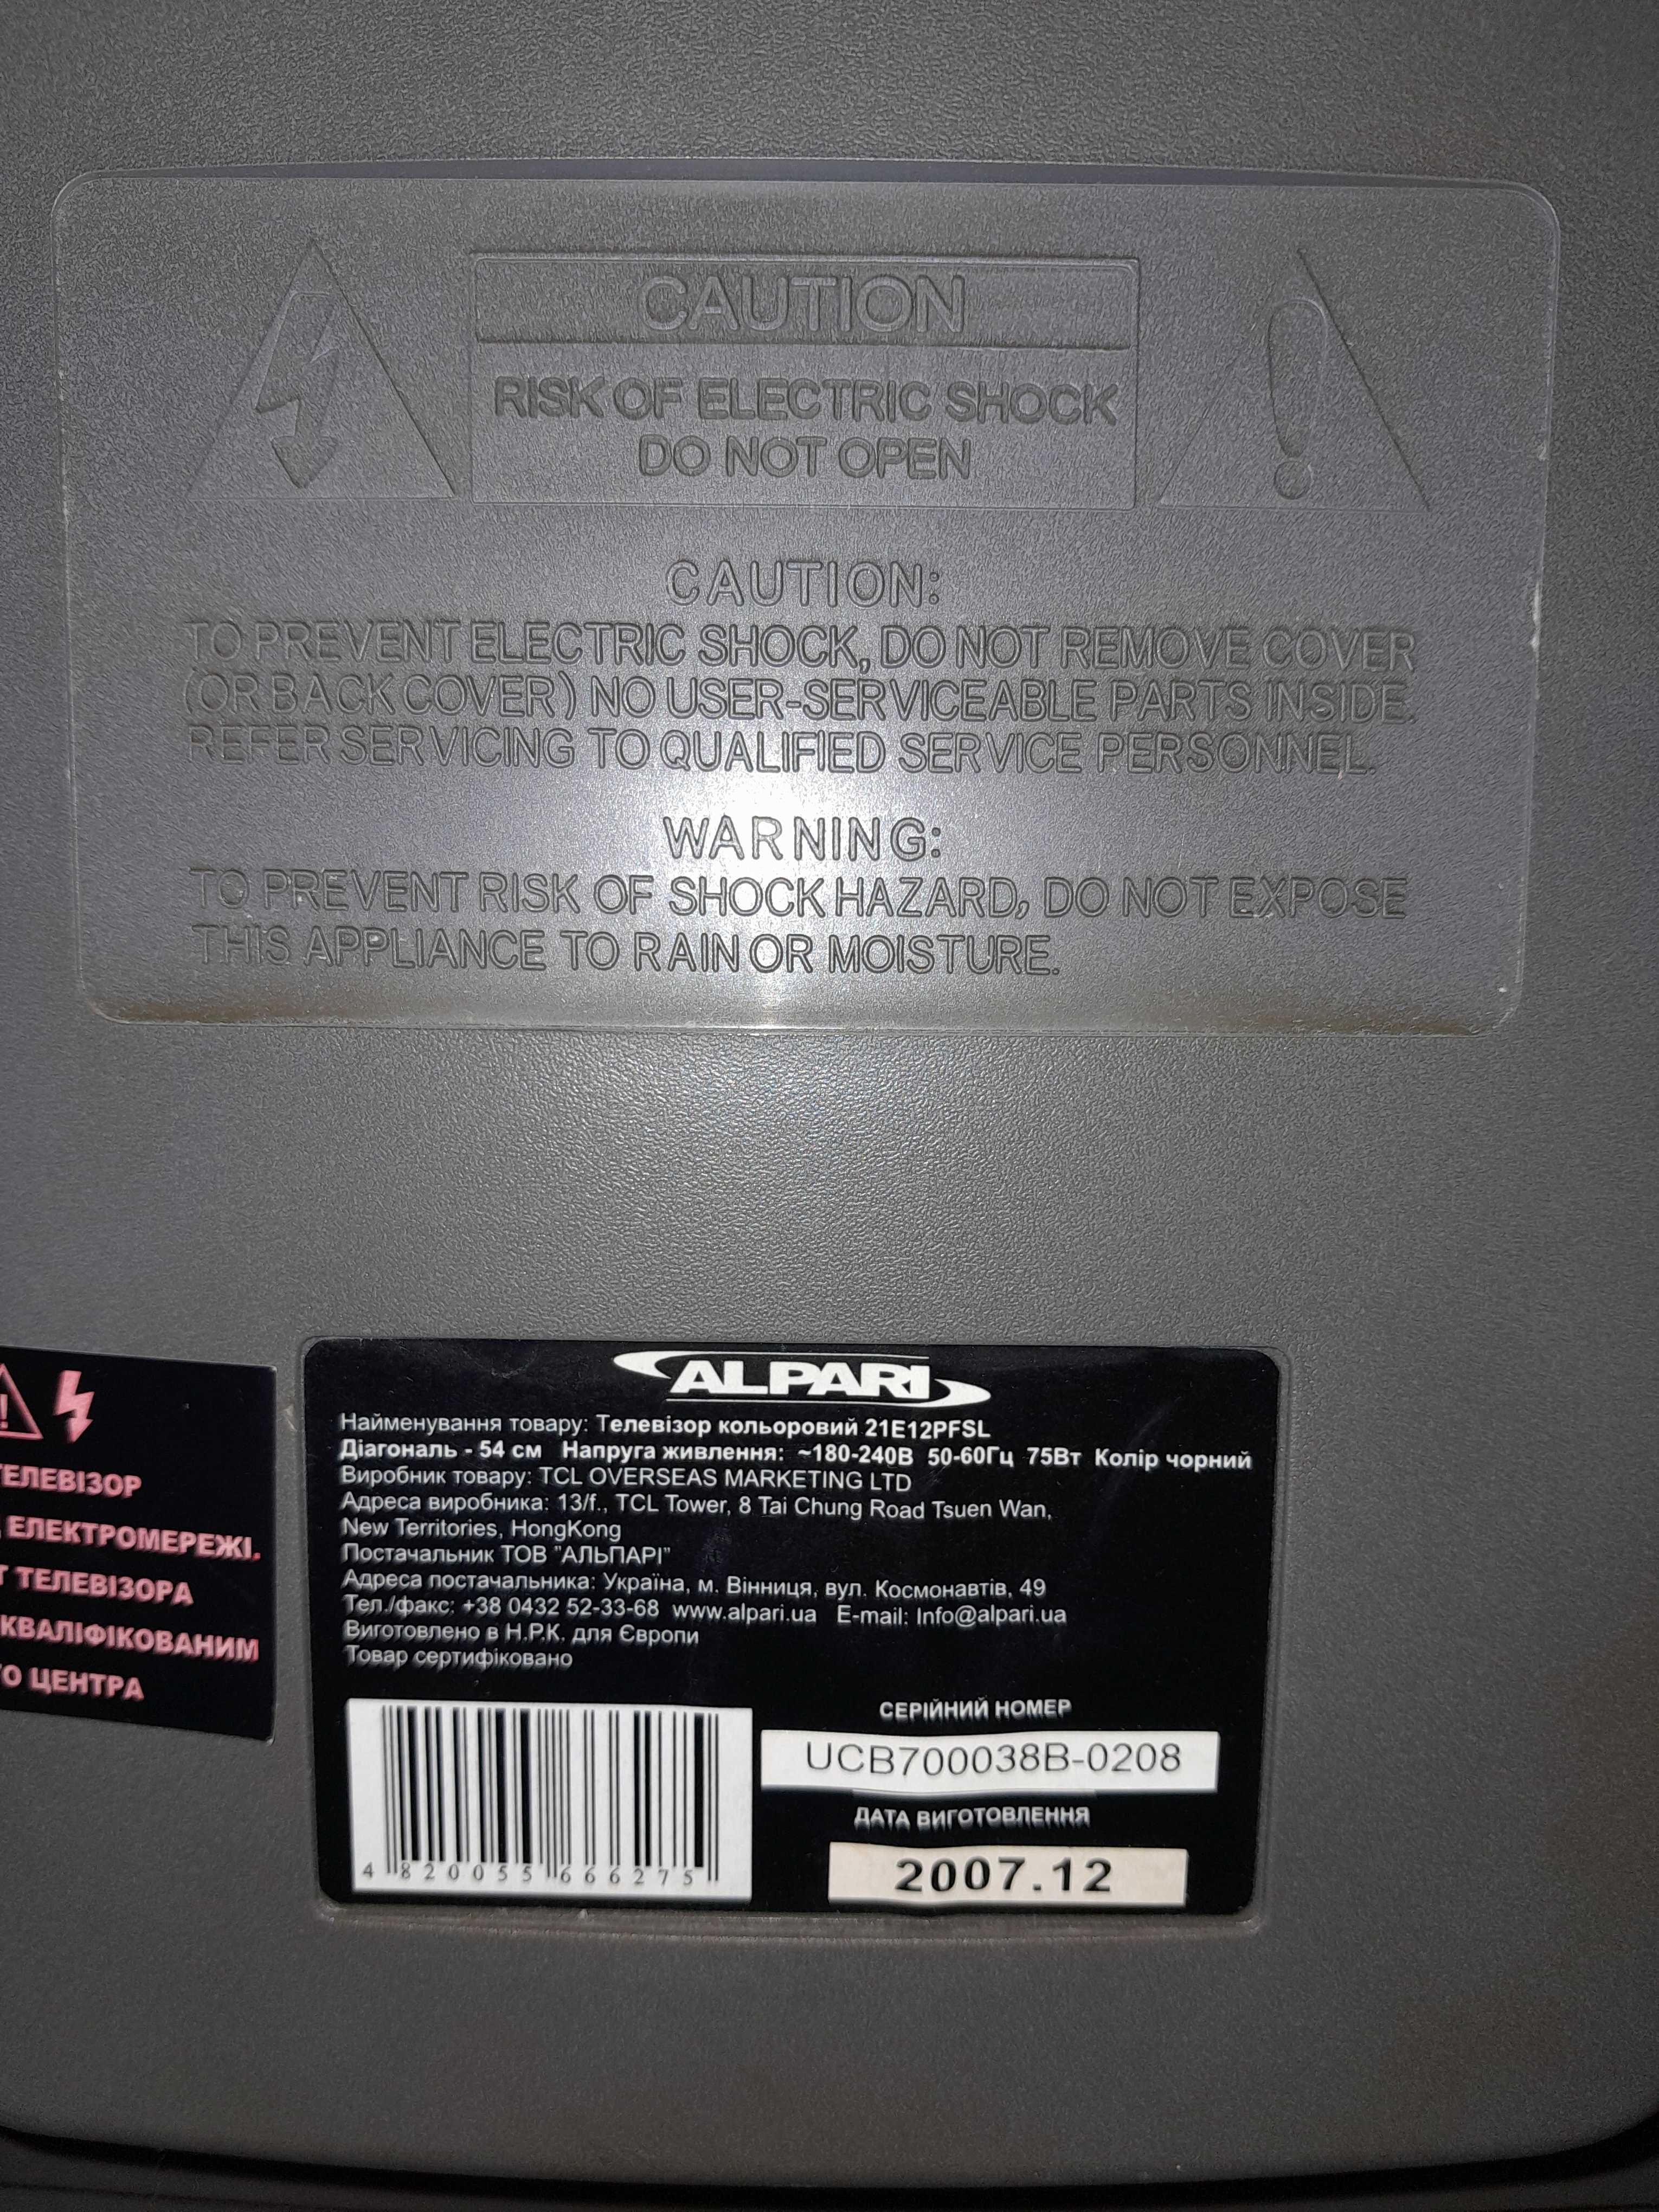 CAUTION
RISK OF ELECTRIC SHOCK
DO NOT OPEN
CAUTION:
TO PREVENT ELECTRIC SHOCK, DO NOT REMOVE COVER
(OR BACK COVER) NO USER-SERVICEABLE PARTS INSIDE.
REFER SERVICING TO QUALIFIED SERVICE PERSONNEL.
WARNING:
TO PREVENT RISK OF SHOCK HAZARD, DO NOT EXPOSE
THIS APPLIANCE TO RAIN OR MOISTURE.
ЕЛЕКТРОМЕРЕЖІ.
ТЕЛЕВІЗОРА
КВАЛІФІКОВАНИМ
ЦЕНТРА
ALPARI
Найменування товару: Телевізор кольоровий 21E12PFSL
Діагональ - 54 см Напруга живлення: ~180-240В 50-60Гц 75Вт Колір чорний
Виробник товару: TCL OVERSEAS MARKETING LTD
Адреса виробника: 13/f., TCL Tower, 8 Tai Chung Road Tsuen Wan,
New Territories, HongKong
Постачальник ТОВ "АЛЬПАРІ"
Адреса постачальника: Україна, м. Вінниця, вул. Космонавтів, 49
Тел./факс: +38 0432 52-33-68 www.alpari.ua E-mail: Info@alpari.ua
Виготовлено в Н.Р.К. для Європи
Товар сертифіковано
СЕРІЙНИЙ НОМЕР
UCB700038B-0208
ДАТА ВИГОТОВЛЕННЯ
2007.12
4 820055 666275